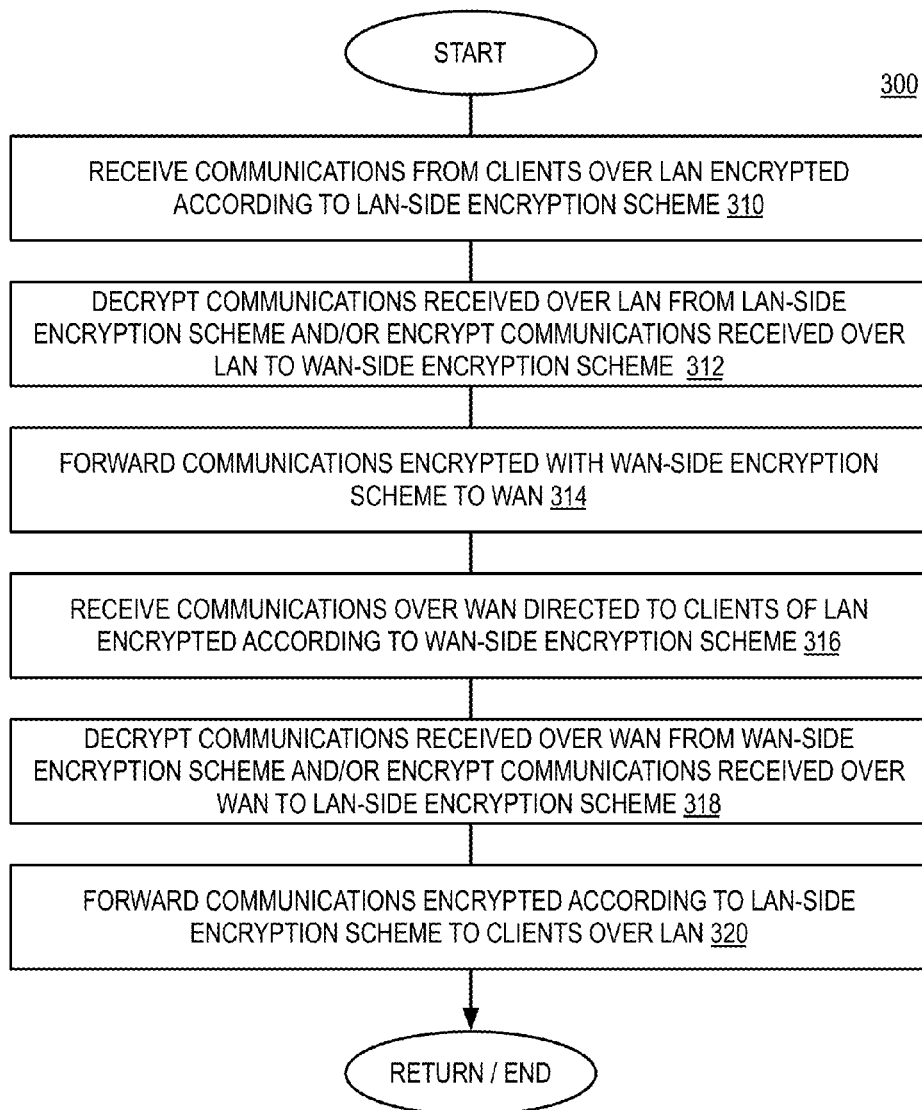 START
300
RECEIVE COMMUNICATIONS FROM CLIENTS OVER LAN ENCRYPTED
ACCORDING TO LAN-SIDE ENCRYPTION SCHEME 310
DECRYPT COMMUNICATIONS RECEIVED OVER LAN FROM LAN-SIDE
ENCRYPTION SCHEME AND/OR ENCRYPT COMMUNICATIONS RECEIVED OVER
LAN TO WAN-SIDE ENCRYPTION SCHEME 312
FORWARD COMMUNICATIONS ENCRYPTED WITH WAN-SIDE ENCRYPTION
SCHEME TO WAN 314
RECEIVE COMMUNICATIONS OVER WAN DIRECTED TO CLIENTS OF LAN
ENCRYPTED ACCORDING TO WAN-SIDE ENCRYPTION SCHEME 316
DECRYPT COMMUNICATIONS RECEIVED OVER WAN FROM WAN-SIDE
ENCRYPTION SCHEME AND/OR ENCRYPT COMMUNICATIONS RECEIVED OVER
WAN TO LAN-SIDE ENCRYPTION SCHEME 318
FORWARD COMMUNICATIONS ENCRYPTED ACCORDING TO LAN-SIDE
ENCRYPTION SCHEME TO CLIENTS OVER LAN 320
RETURN / END